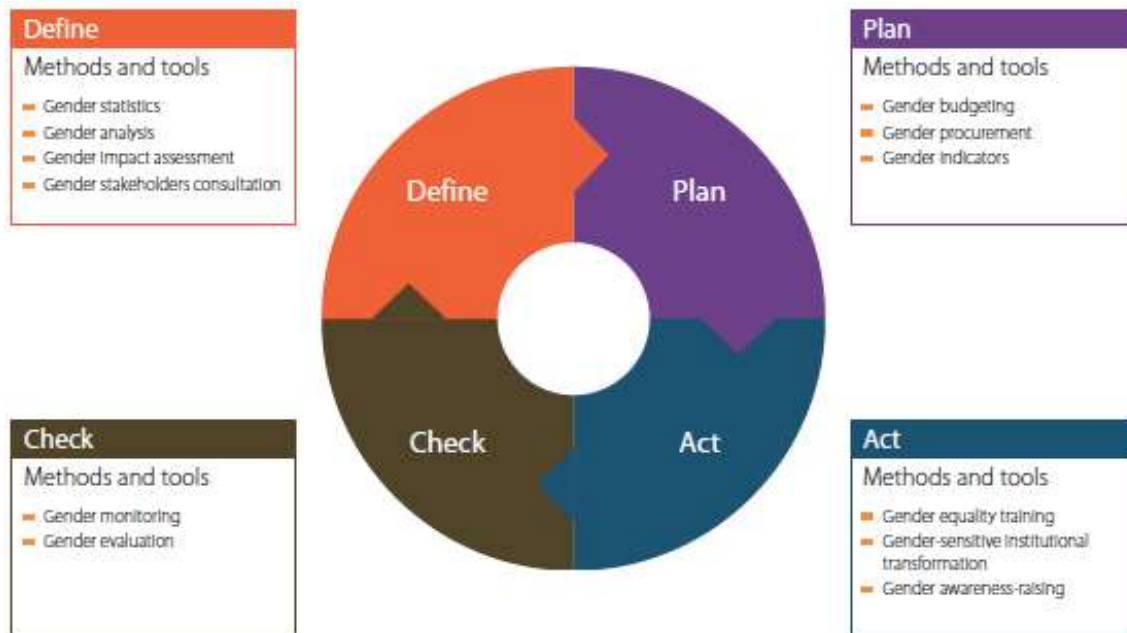 Define
Methods and tools
Gender statistics
Gender analysis
Gender impact assessment
Gender stakeholders consultation
Plan
Methods and tools
Gender budgeting
Gender procurement
Gender indicators
Define
Plan
Check
Act
Check
Methods and tools
Gender monitoring
Gender evaluation
Act
Methods and tools
Gender equality training
Gender-sensitive institutional
transformation
Gender awareness-raising